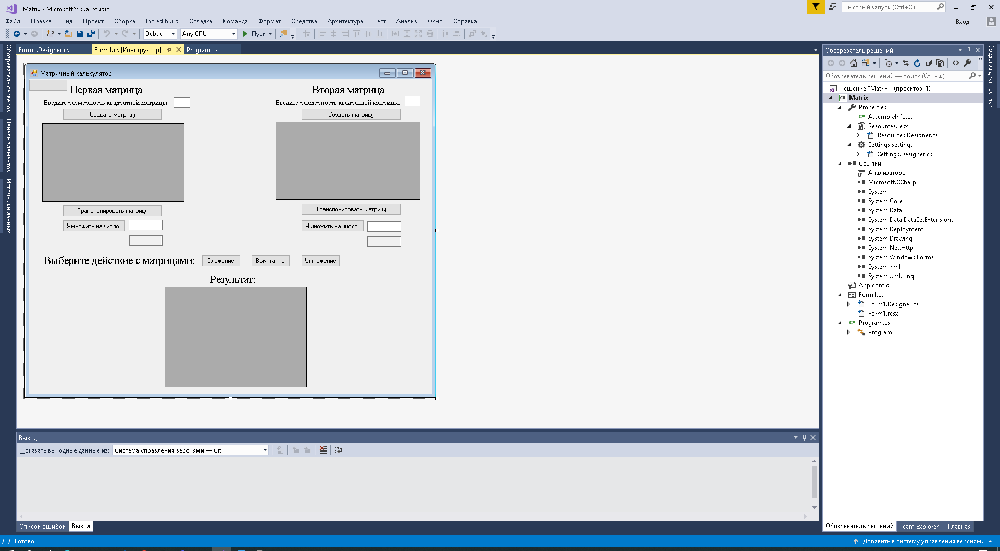 Matrix - Microsoft Visual Studio
Быстрый запуск (Ctrl+Q)
Файл Правка Вид Проект Сборка Incredibuild Отладка Команда Формат Средства Архитектура Тест Анализ Окно Справка
Вход
Debug Any CPU Пуск
Обозреватель серверов
Панель элементов
Источники данных
Form1.Designer.cs Form1.cs [Конструктор] Program.cs
Матричный калькулятор
Первая матрица
Введите размерность квадратной матрицы:
Создать матрицу
Транспонировать матрицу
Умножить на число
Вторая матрица
Введите размерность квадратной матрицы:
Создать матрицу
Транспонировать матрицу
Умножить на число
Выберите действие с матрицами: Сложение Вычитание Умножение
Результат:
Вывод
Показать выходные данные из: Система управления версиями — Git
Список ошибок Вывод
Обозреватель решений
Обозреватель решений — поиск (Ctrl+ж)
Решение "Matrix" (проектов: 1)
C# Matrix
Properties
C# AssemblyInfo.cs
Resources.resx
Resources.Designer.cs
Settings.settings
Settings.Designer.cs
Ссылки
Анализаторы
Microsoft.CSharp
System
System.Core
System.Data
System.Data.DataSetExtensions
System.Deployment
System.Drawing
System.Net.Http
System.Windows.Forms
System.Xml
System.Xml.Linq
App.config
Form1.cs
Form1.Designer.cs
Form1.resx
C# Program.cs
Program
Обозреватель решений Team Explorer — Главная
Средства диагностики
Готово
Добавить в систему управления версиями